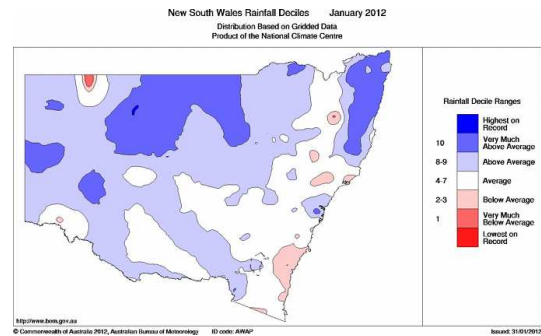 New South Wales Rainfall Deciles January 2012
Distribution Based on Gridded Data
Product of the National Climate Centre
Rainfall Decile Ranges
Highest on
Record
10 Very Much
Above Average
8-9 Above Average
4-7 Average
2-3 Below Average
1 Very Much
Below Average
Lowest on
Record
http://www.bom.gov.au
© Commonwealth of Australia 2012, Australian Bureau of Meteorology ID code: AWAP Issued: 31/01/2012